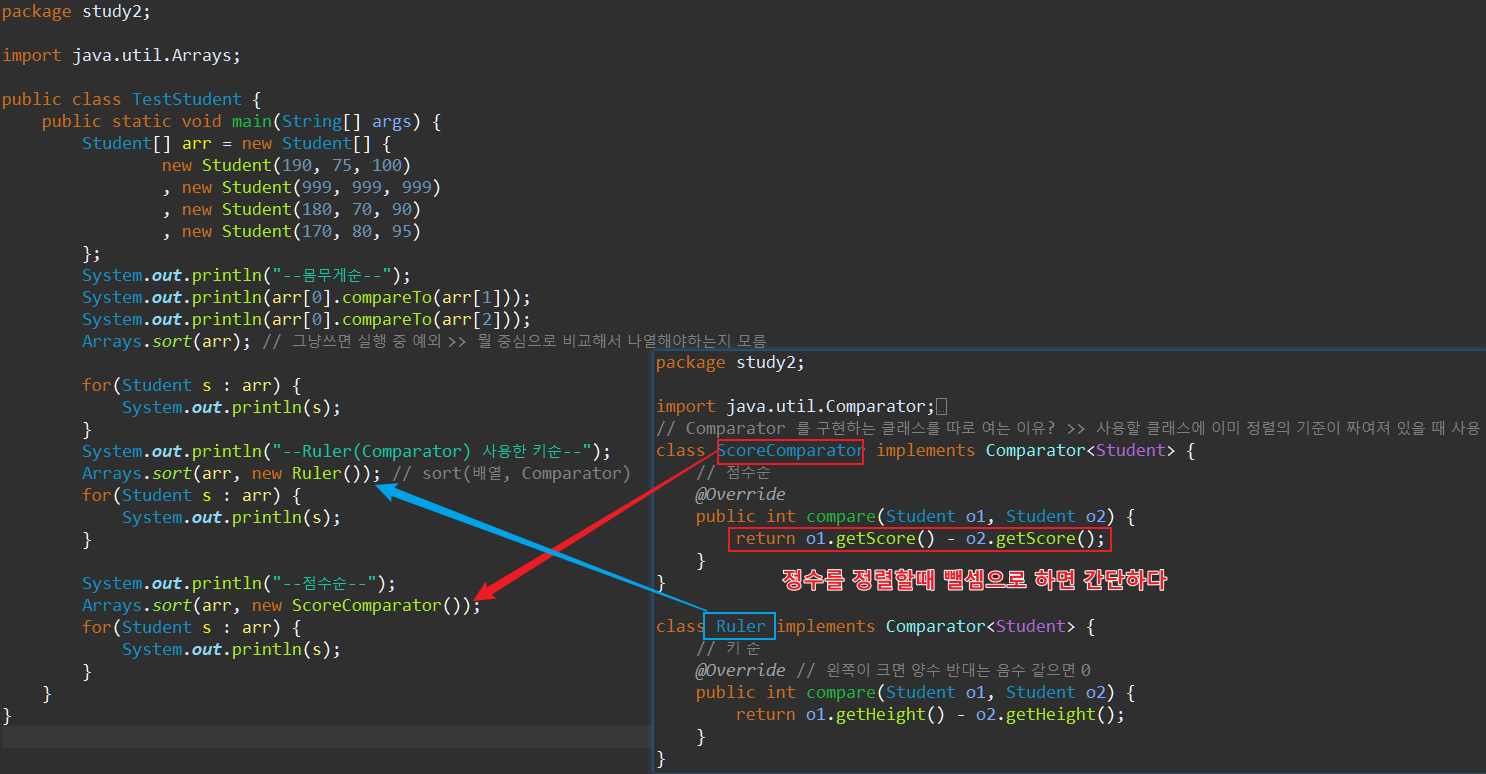 package study2;
import java.util.Arrays;
public class TestStudent {
public static void main(String[] args) {
Student[] arr = new Student[] {
new Student(190, 75, 100)
, new Student(999, 999, 999)
, new Student(180, 70, 90)
, new Student(170, 80, 95)
};
System.out.println("--몸무게순--");
System.out.println(arr[0].compareTo(arr[1]));
System.out.println(arr[0].compareTo(arr[2]));
Arrays.sort(arr); // 그냥쓰면 실행 중 예외 >> 뭘 중심으로 비교해서 나열해야하는지 모름
for(Student s : arr) {
System.out.println(s);
}
System.out.println("--Ruler(Comparator) 사용한 키순--");
Arrays.sort(arr, new Ruler()); // sort(배열, Comparator)
for(Student s : arr) {
System.out.println(s);
}
System.out.println("--점수순--");
Arrays.sort(arr, new ScoreComparator());
for(Student s : arr) {
System.out.println(s);
}
}
}
package study2;
import java.util.Comparator;
// Comparator 를 구현하는 클래스를 따로 여는 이유? >> 사용할 클래스에 이미 정렬의 기준이 짜여져 있을 때 사용
class ScoreComparator implements Comparator<Student> {
// 점수순
@Override
public int compare(Student o1, Student o2) {
return o1.getScore() - o2.getScore();
}
정수를 정렬할때 뺄셈으로 하면 간단하다
}
class Ruler implements Comparator<Student> {
// 키 순
@Override // 왼쪽이 크면 양수 반대는 음수 같으면 0
public int compare(Student o1, Student o2) {
return o1.getHeight() - o2.getHeight();
}
}